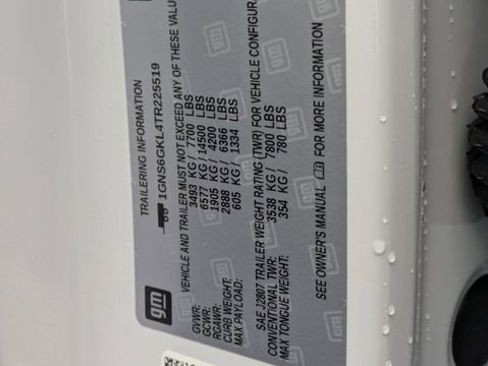 gm
TRAILERING INFORMATION
1GNS6GKL4TR225519
VEHICLE AND TRAILER MUST NOT EXCEED ANY OF THESE VALU
GVWR: 3493 KG / 7700 LBS
GCWR: 6577 KG / 14500 LBS
RGAWR: 1905 KG / 4200 LBS
CURB WEIGHT: 2888 KG / 6366 LBS
MAX PAYLOAD: 605 KG / 1334 LBS
SAE J2807 TRAILER WEIGHT RATING (TWR) FOR VEHICLE CONFIGUR
CONVENTIONAL TWR: 3538 KG / 7800 LBS
MAX TONGUE WEIGHT: 354 KG / 780 LBS
SEE OWNER'S MANUAL FOR MORE INFORMATION